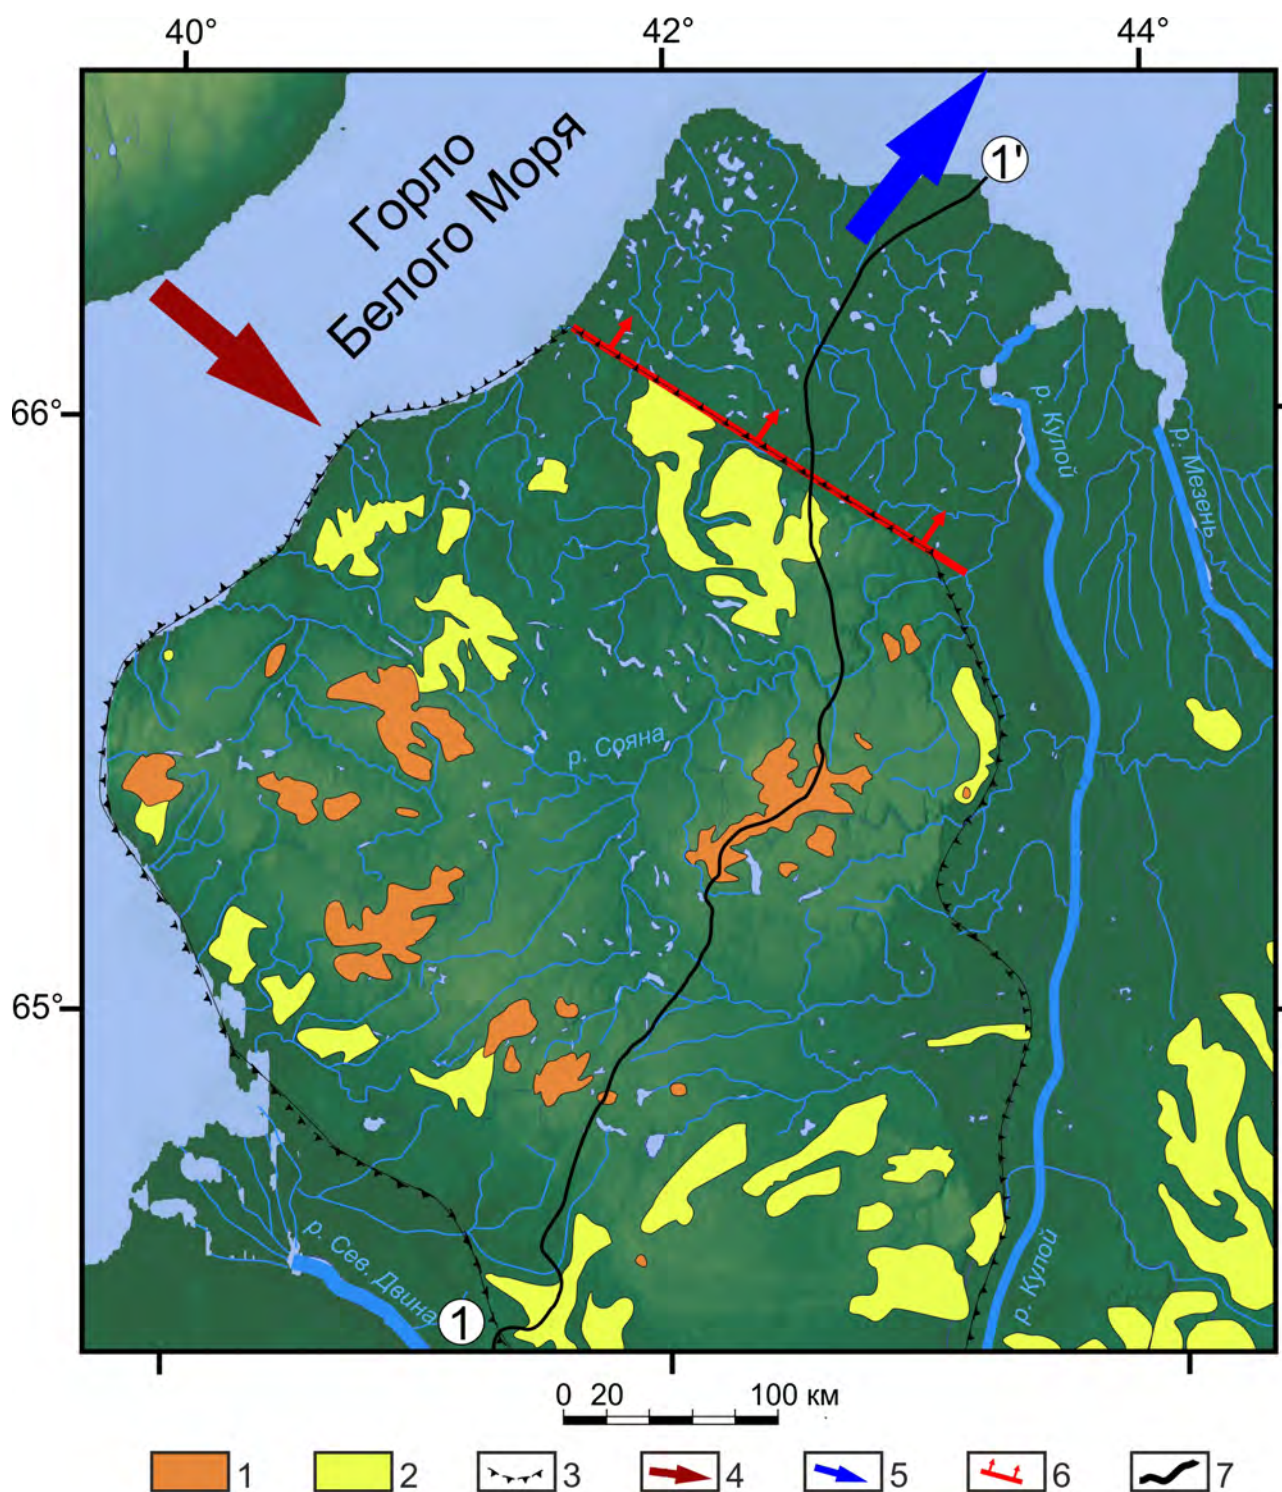 40°
42°
44°
Горло
Белого Моря
1'
66°
р. Кулой
р. Мезень
р. Сояна
65°
р. Сев. Двина
1
р. Кулой
0 20 100 км
1 2 3 4 5 6 7